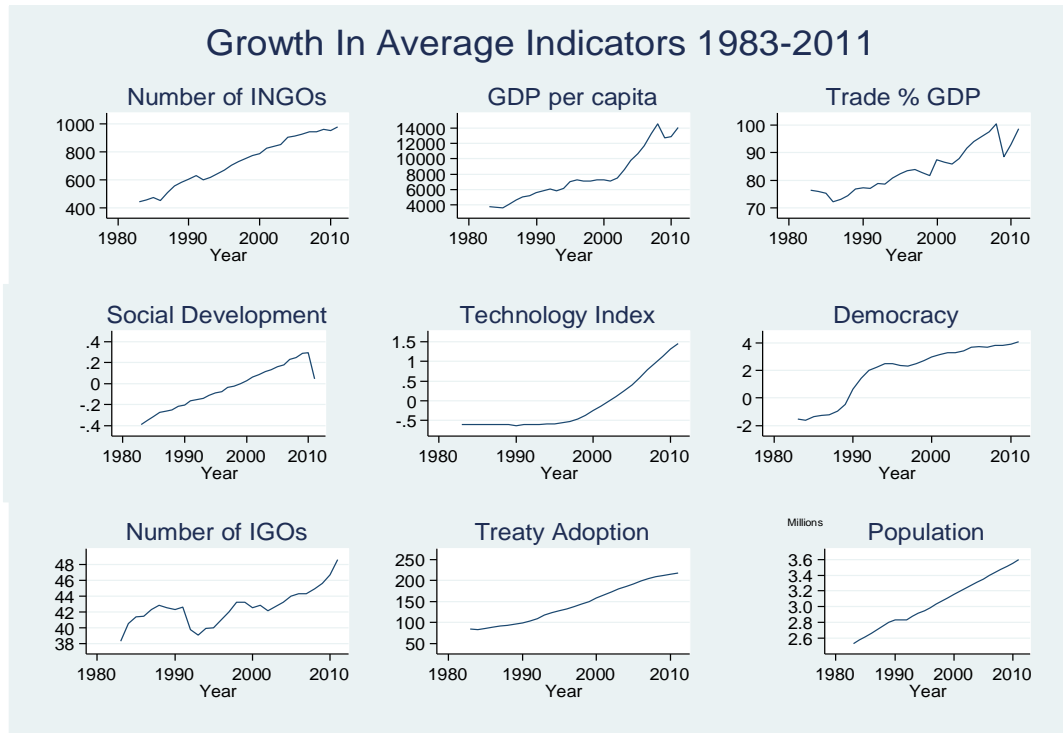 Growth In Average Indicators 1983-2011
Number of INGOs
1000
800
600
400
1980 1990 2000 2010
Year
GDP per capita
14000
12000
10000
8000
6000
4000
1980 1990 2000 2010
Year
Trade % GDP
100
90
80
70
1980 1990 2000 2010
Year
Social Development
.4
.2
0
-.2
-.4
1980 1990 2000 2010
Year
Technology Index
1.5
1
.5
0
-.5
1980 1990 2000 2010
Year
Democracy
4
2
0
-2
1980 1990 2000 2010
Year
Number of IGOs
48
46
44
42
40
38
1980 1990 2000 2010
Year
Treaty Adoption
250
200
150
100
50
1980 1990 2000 2010
Year
Millions
Population
3.6
3.4
3.2
3.0
2.8
2.6
1980 1990 2000 2010
Year